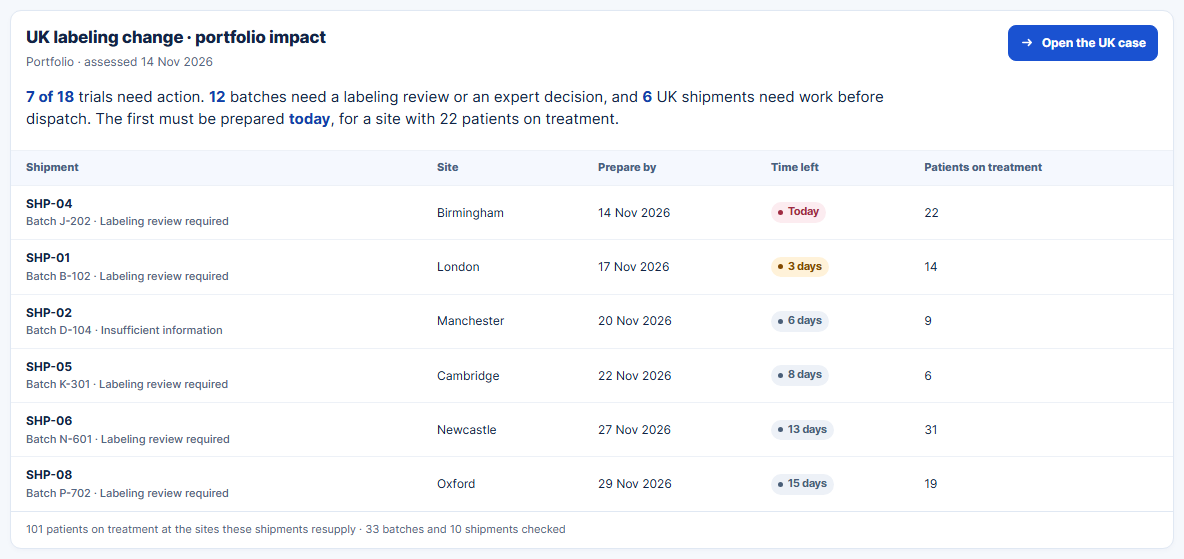 UK labeling change · portfolio impact
→ Open the UK case
Portfolio · assessed 14 Nov 2026
7 of 18 trials need action. 12 batches need a labeling review or an expert decision, and 6 UK shipments need work before
dispatch. The first must be prepared today, for a site with 22 patients on treatment.
Shipment Site Prepare by Time left Patients on treatment
SHP-04
Batch J-202 · Labeling review required
Birmingham 14 Nov 2026 • Today 22
SHP-01
Batch B-102 · Labeling review required
London 17 Nov 2026 • 3 days 14
SHP-02
Batch D-104 · Insufficient information
Manchester 20 Nov 2026 • 6 days 9
SHP-05
Batch K-301 · Labeling review required
Cambridge 22 Nov 2026 • 8 days 6
SHP-06
Batch N-601 · Labeling review required
Newcastle 27 Nov 2026 • 13 days 31
SHP-08
Batch P-702 · Labeling review required
Oxford 29 Nov 2026 • 15 days 19
101 patients on treatment at the sites these shipments resupply · 33 batches and 10 shipments checked